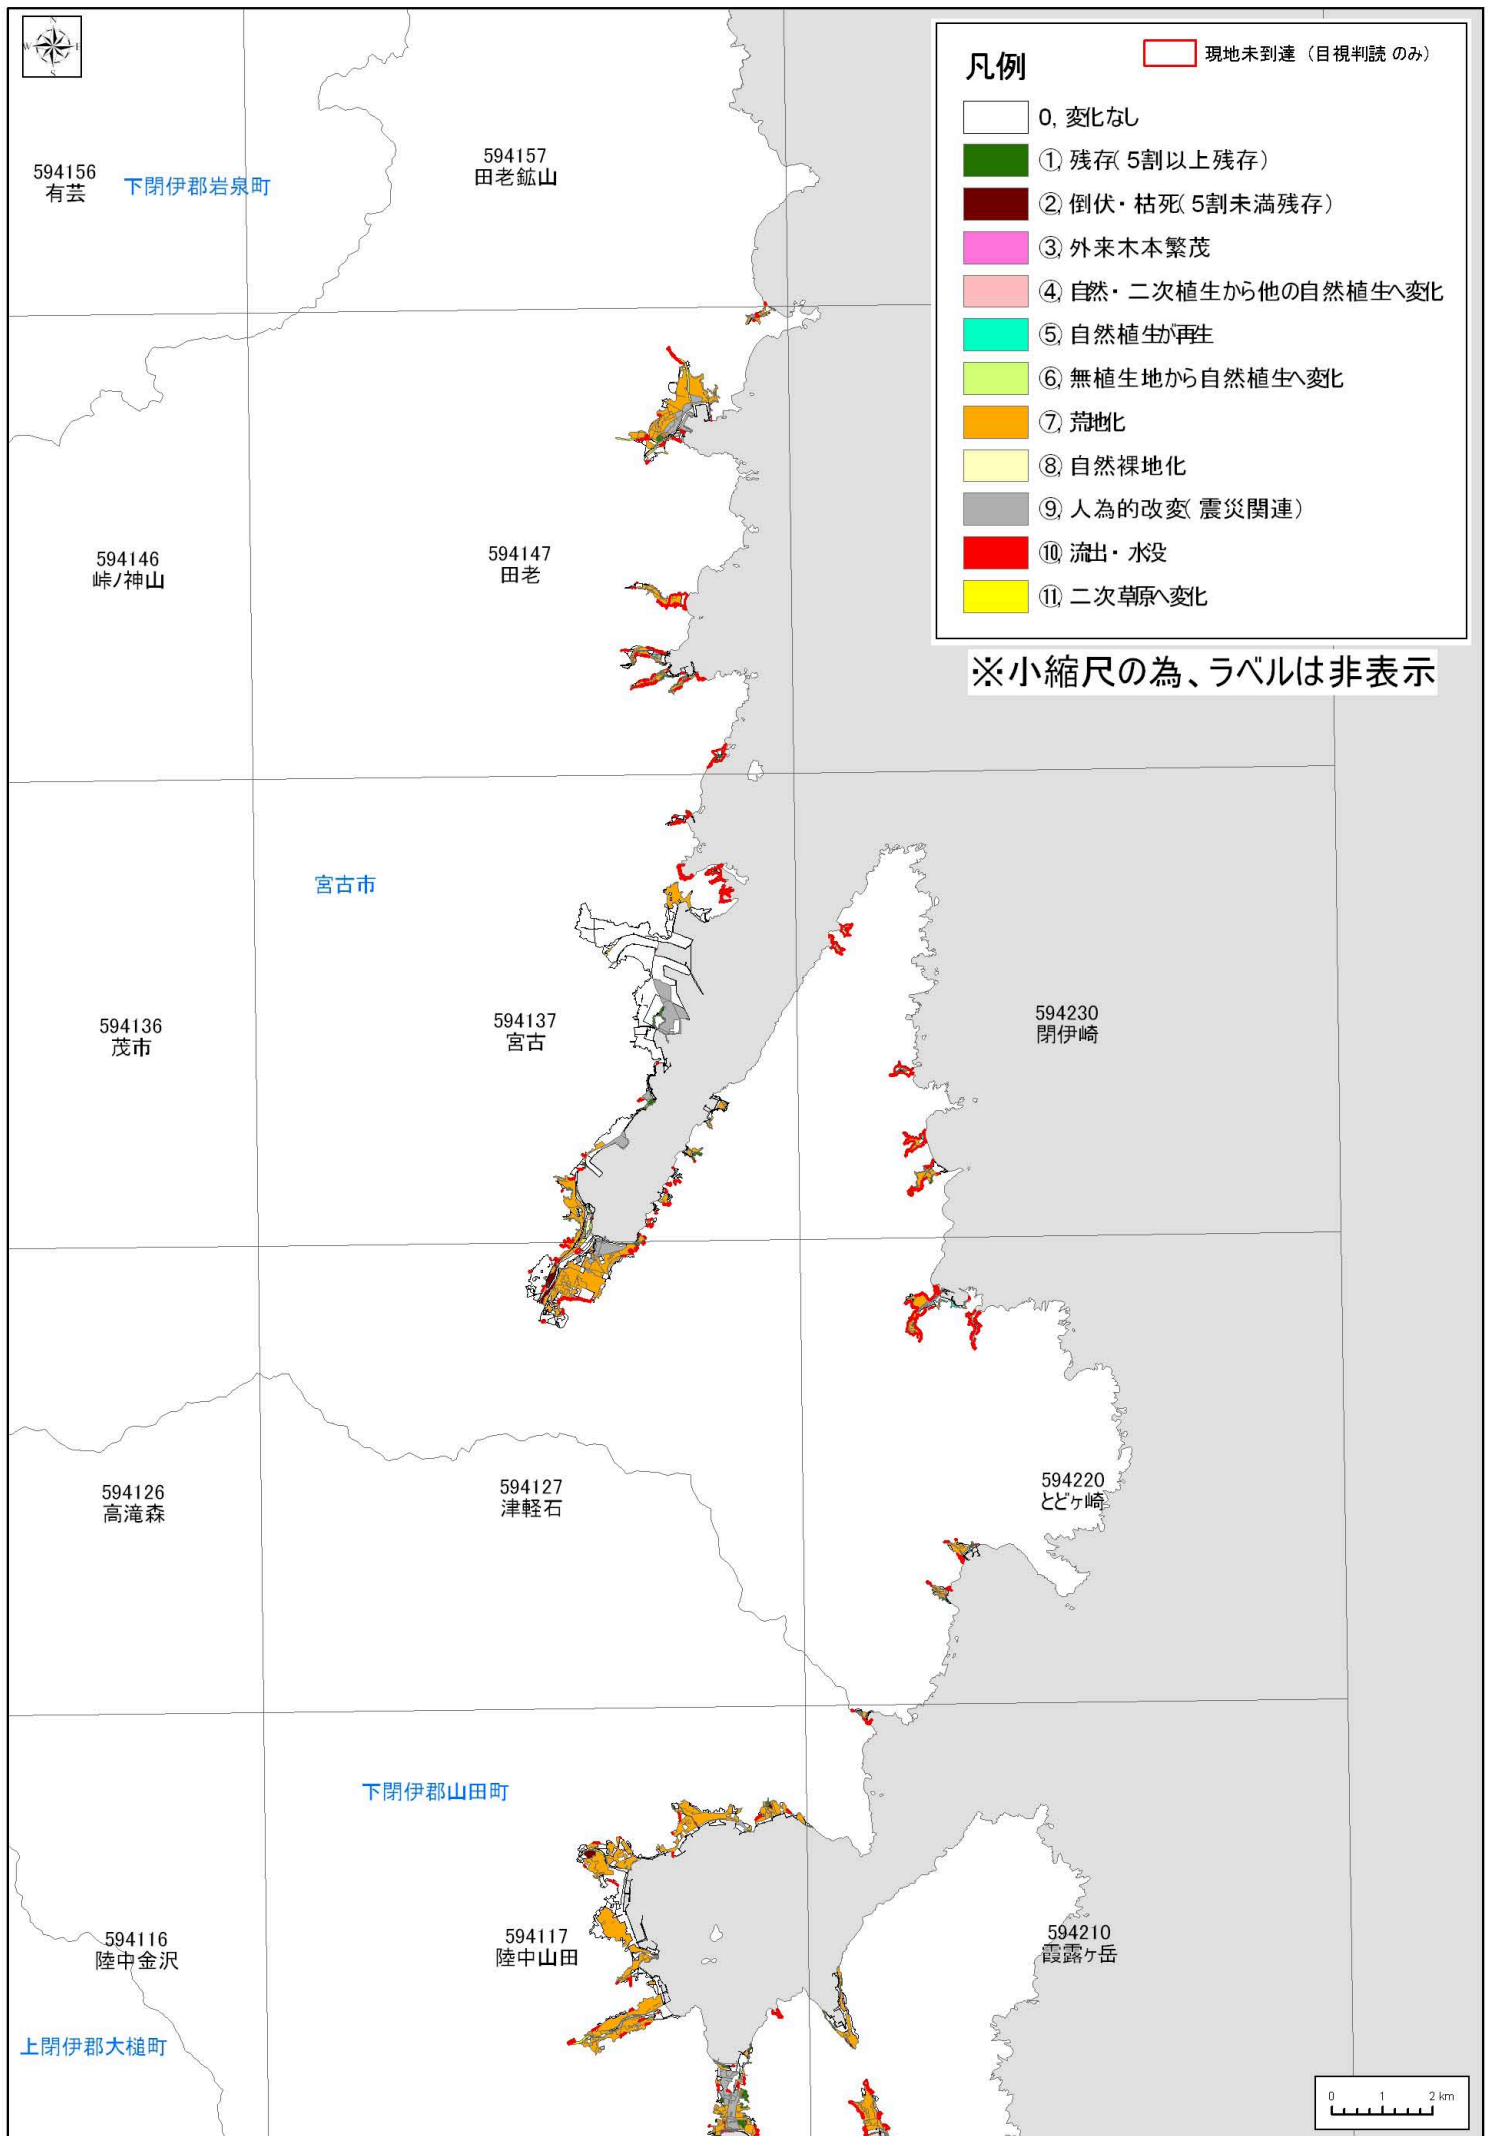 N
W E
S
凡例
現地未到達（目視判読のみ）
0, 変化なし
①, 残存(5割以上残存)
②, 倒伏・枯死(5割未満残存)
③, 外来木本繁茂
④, 自然・二次植生から他の自然植生へ変化
⑤, 自然植生が再生
⑥, 無植生地から自然植生へ変化
⑦, 荒地化
⑧, 自然裸地化
⑨, 人為的改変(震災関連)
⑩, 流出・水没
⑪, 二次草原へ変化
※小縮尺の為、ラベルは非表示
594156
有芸
下閉伊郡岩泉町
594157
田老鉱山
594146
峠ノ神山
594147
田老
宮古市
594136
茂市
594137
宮古
594230
閉伊崎
594126
高滝森
594127
津軽石
594220
とどヶ崎
下閉伊郡山田町
594116
陸中金沢
594117
陸中山田
594210
霞露ヶ岳
上閉伊郡大槌町
0 1 2 km